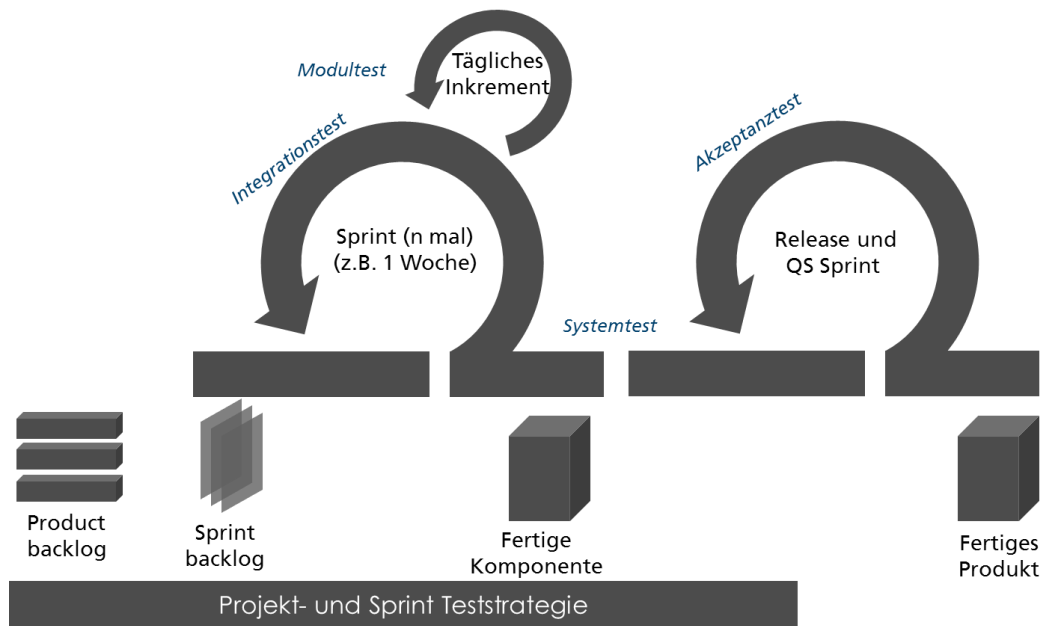 Modultest
Tägliches
Inkrement
Integrationstest
Akzeptanztest
Sprint (n mal)
(z.B. 1 Woche)
Release und
QS Sprint
Systemtest
Product
backlog
Sprint
backlog
Fertige
Komponente
Fertiges
Produkt
Projekt- und Sprint Teststrategie